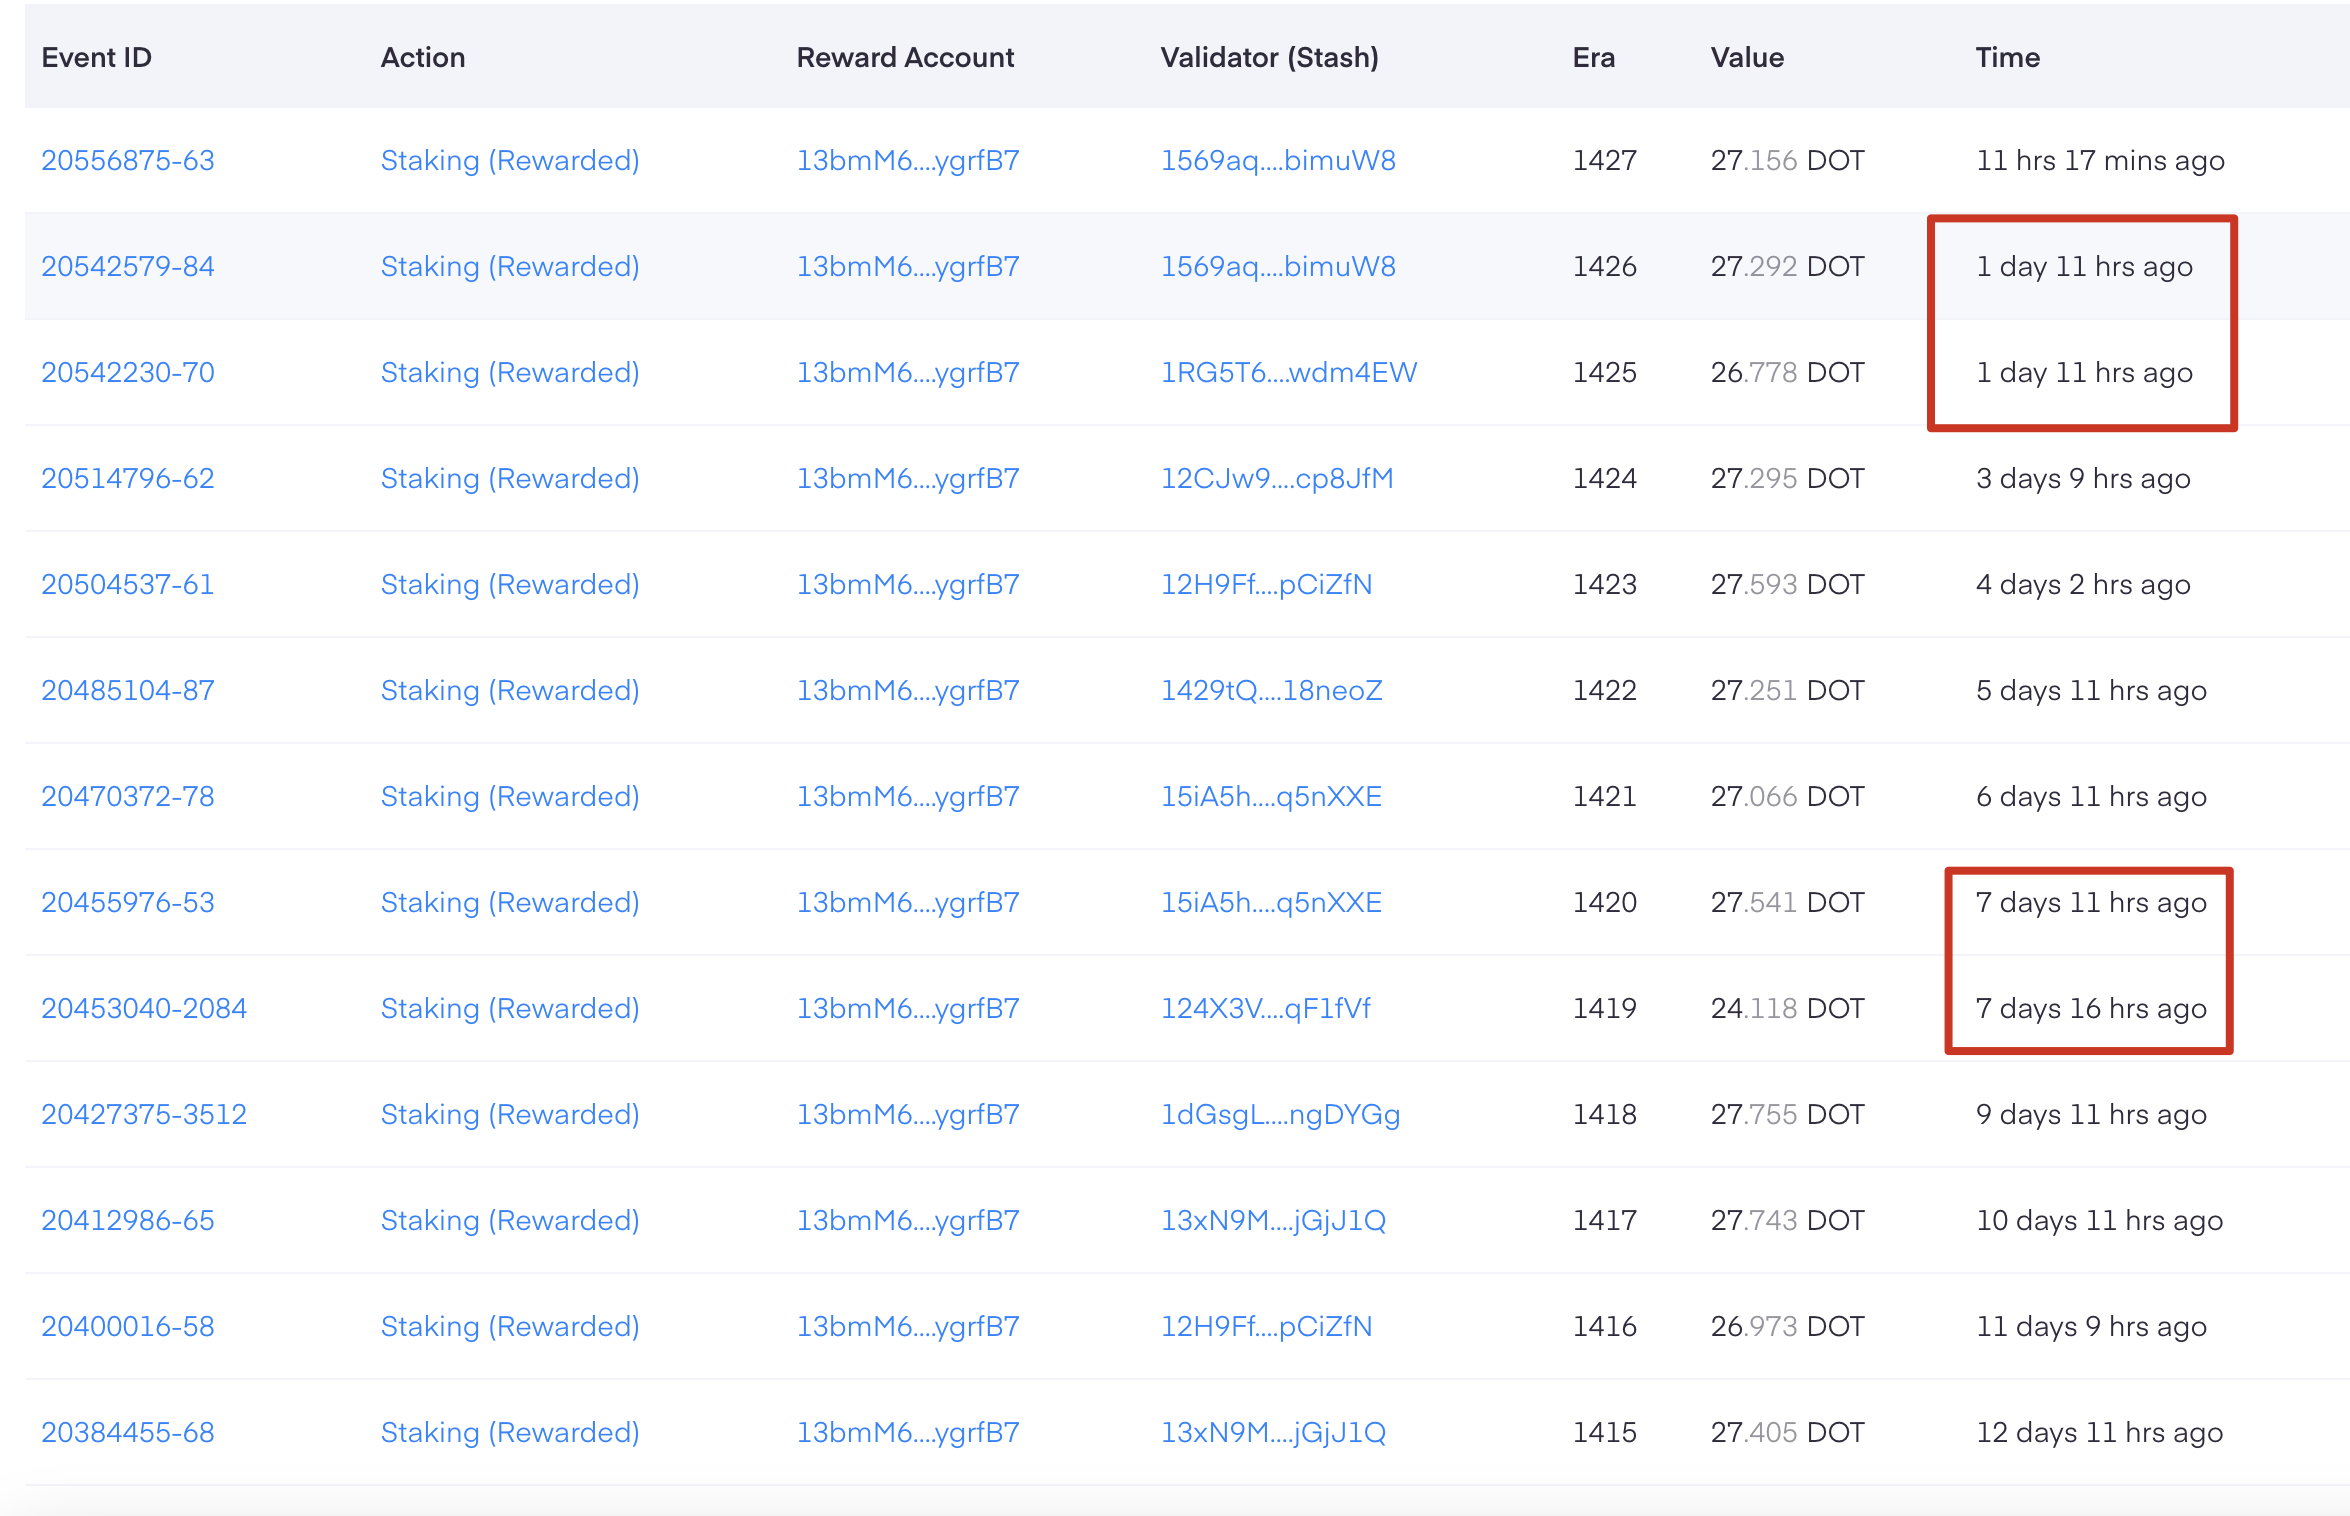 Event ID Action Reward Account Validator (Stash) Era Value Time
20556875-63 Staking (Rewarded) 13bmM6....ygrfB7 1569aq....bimuW8 1427 27.156 DOT 11 hrs 17 mins ago
20542579-84 Staking (Rewarded) 13bmM6....ygrfB7 1569aq....bimuW8 1426 27.292 DOT 1 day 11 hrs ago
20542230-70 Staking (Rewarded) 13bmM6....ygrfB7 1RG5T6....wdm4EW 1425 26.778 DOT 1 day 11 hrs ago
20514796-62 Staking (Rewarded) 13bmM6....ygrfB7 12CJw9....cp8JfM 1424 27.295 DOT 3 days 9 hrs ago
20504537-61 Staking (Rewarded) 13bmM6....ygrfB7 12H9Ff....pCiZfN 1423 27.593 DOT 4 days 2 hrs ago
20485104-87 Staking (Rewarded) 13bmM6....ygrfB7 1429tQ....18neoZ 1422 27.251 DOT 5 days 11 hrs ago
20470372-78 Staking (Rewarded) 13bmM6....ygrfB7 15iA5h....q5nXXE 1421 27.066 DOT 6 days 11 hrs ago
20455976-53 Staking (Rewarded) 13bmM6....ygrfB7 15iA5h....q5nXXE 1420 27.541 DOT 7 days 11 hrs ago
20453040-2084 Staking (Rewarded) 13bmM6....ygrfB7 124X3V....qF1fVf 1419 24.118 DOT 7 days 16 hrs ago
20427375-3512 Staking (Rewarded) 13bmM6....ygrfB7 1dGsgL....ngDYGg 1418 27.755 DOT 9 days 11 hrs ago
20412986-65 Staking (Rewarded) 13bmM6....ygrfB7 13xN9M....jGjJ1Q 1417 27.743 DOT 10 days 11 hrs ago
20400016-58 Staking (Rewarded) 13bmM6....ygrfB7 12H9Ff....pCiZfN 1416 26.973 DOT 11 days 9 hrs ago
20384455-68 Staking (Rewarded) 13bmM6....ygrfB7 13xN9M....jGjJ1Q 1415 27.405 DOT 12 days 11 hrs ago